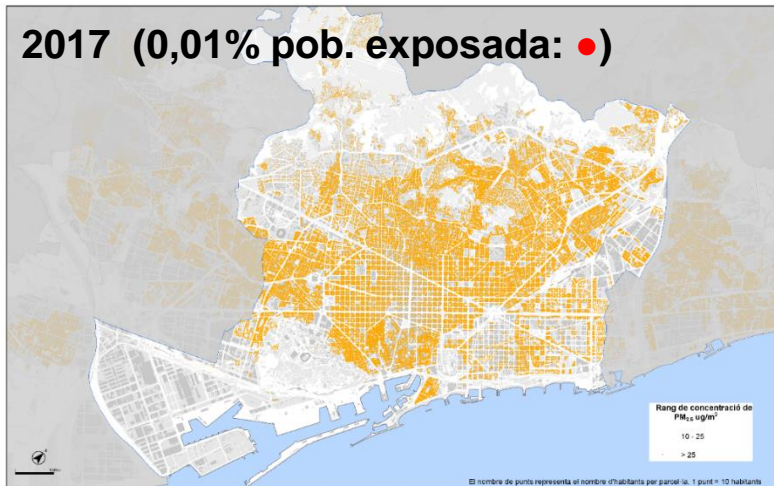 2017 (0,01% pob. exposada: ●)
Rang de concentració de
PM2.5 ug/m³
10 - 25
> 25
El nombre de punts representa el nombre d'habitants per parcel·la. 1 punt = 10 habitants